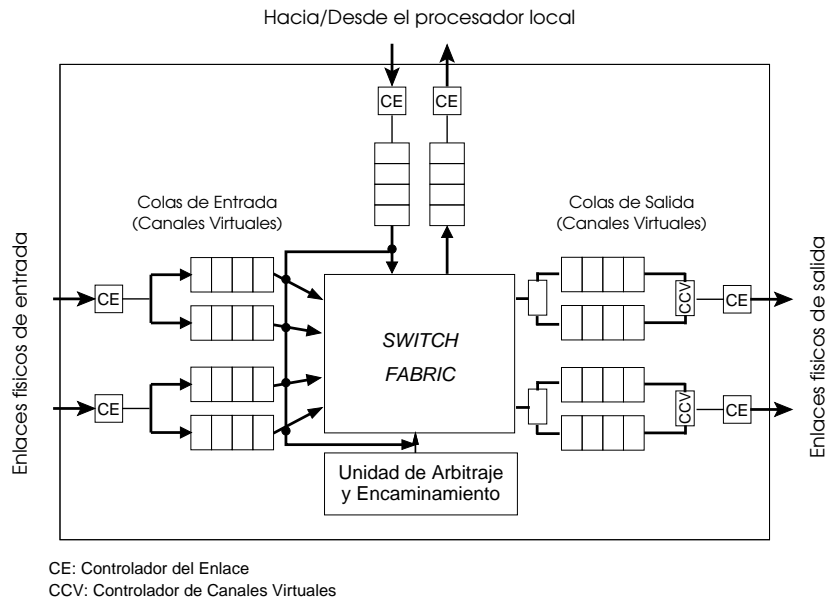 Hacia/Desde el procesador local
CE
CE
Colas de Entrada
(Canales Virtuales)
Colas de Salida
(Canales Virtuales)
Enlaces físicos de entrada
Enlaces físicos de salida
CE
CCV
CE
SWITCH
FABRIC
CE
CCV
CE
Unidad de Arbitraje
y Encaminamiento
CE: Controlador del Enlace
CCV: Controlador de Canales Virtuales